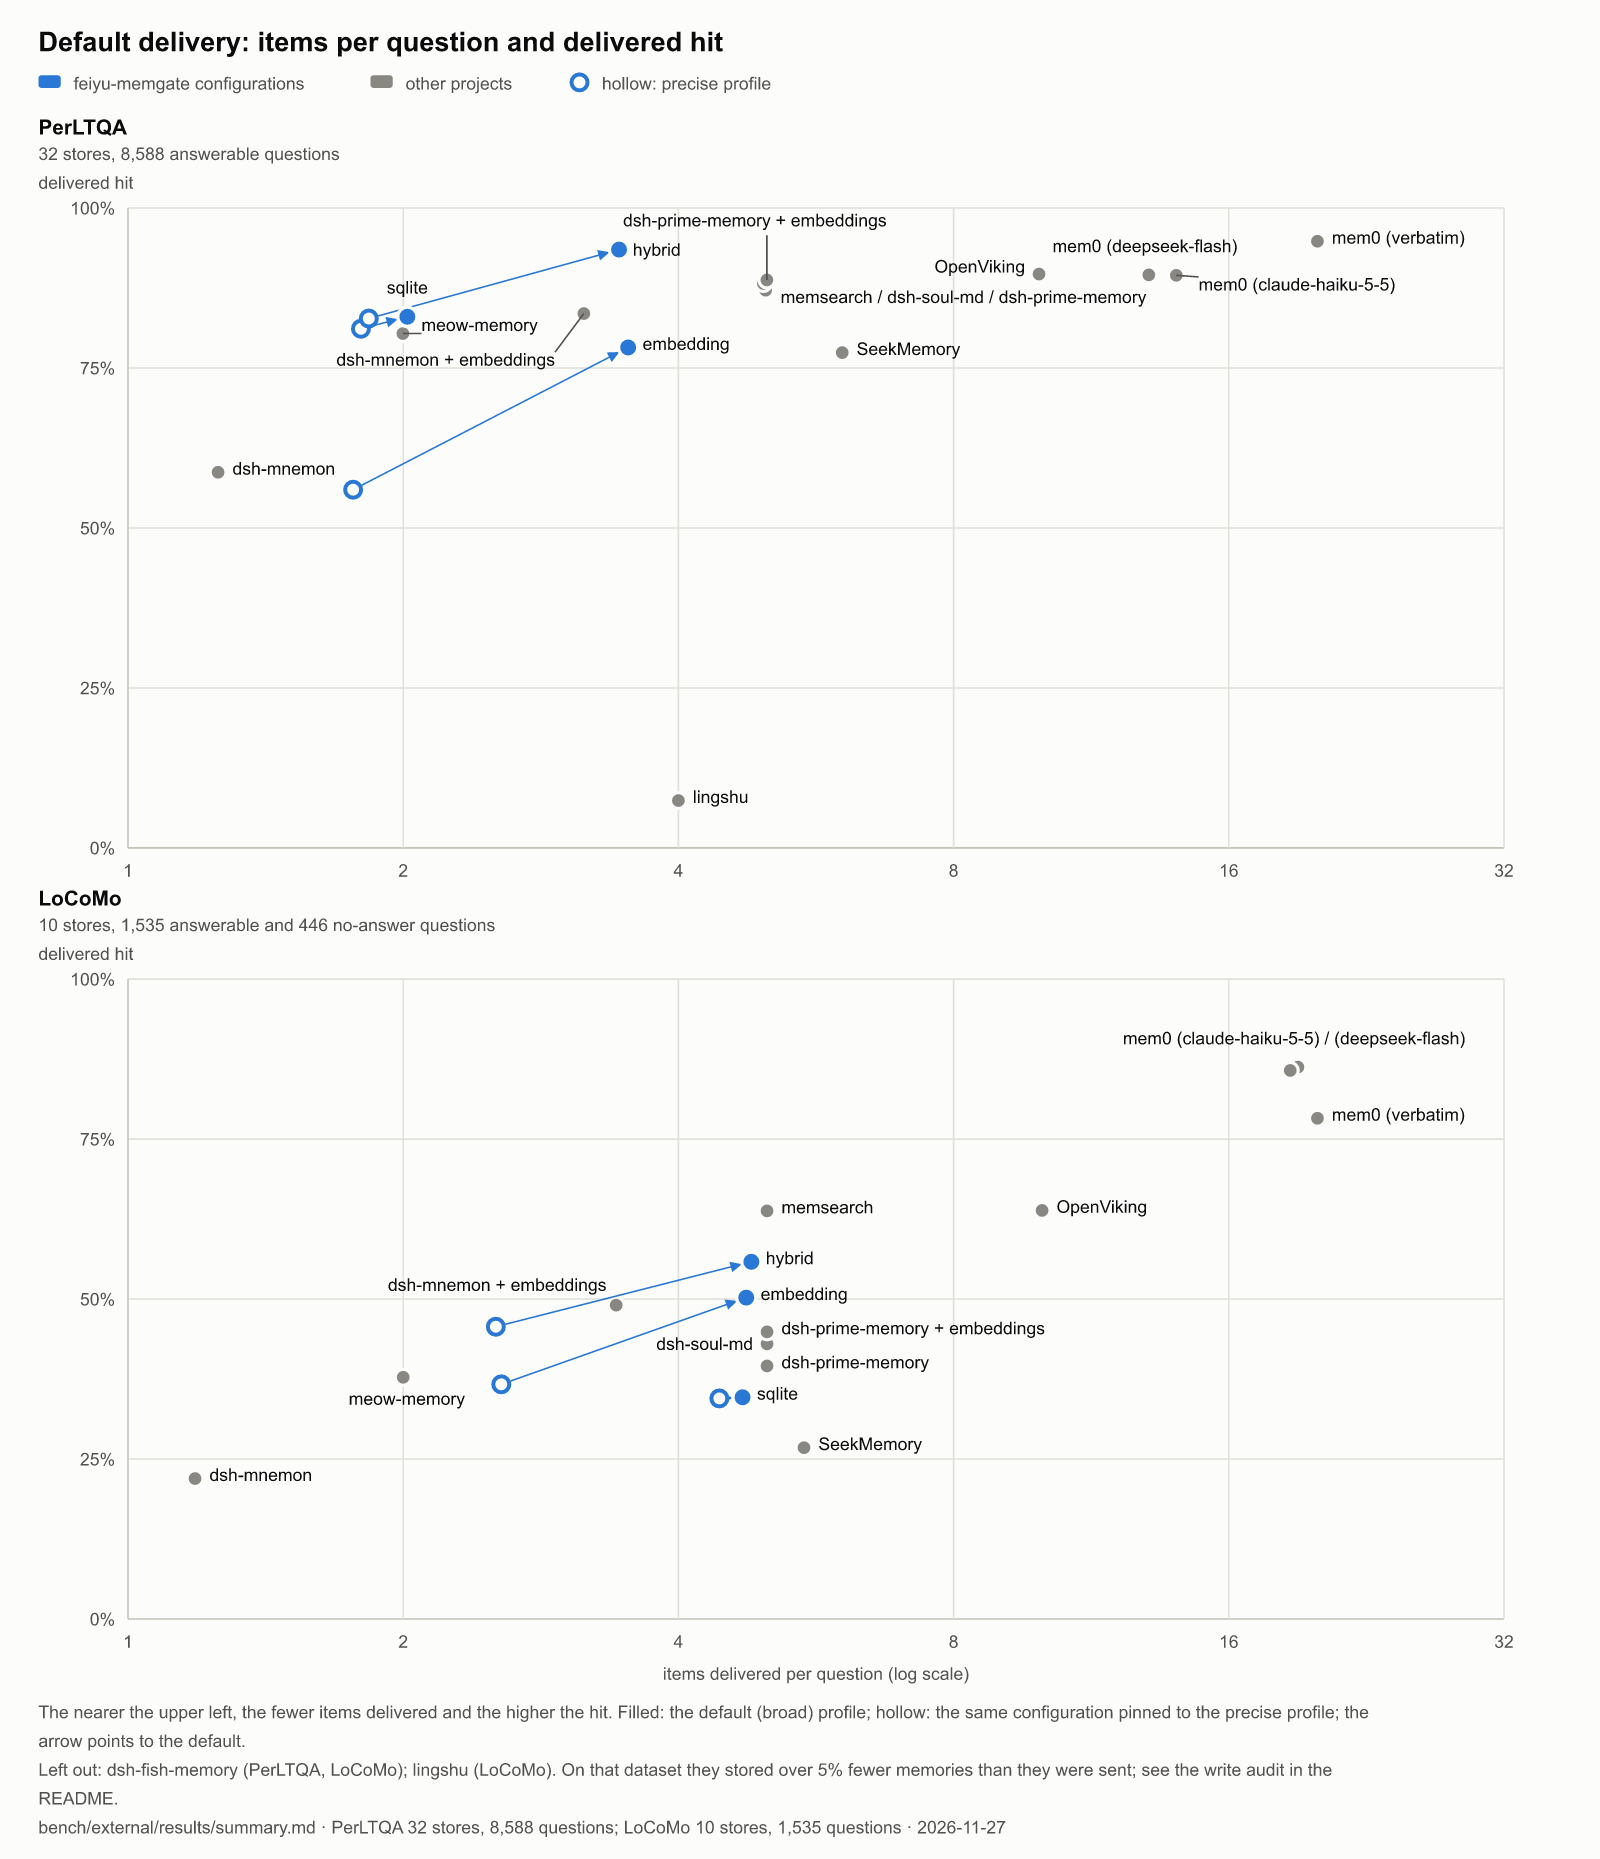 Default delivery: items per question and delivered hit
feiyu-memgate configurations
other projects
hollow: precise profile
PerLTQA
32 stores, 8,588 answerable questions
delivered hit
100%
dsh-prime-memory + embeddings
hybrid
mem0 (verbatim)
mem0 (deepseek-flash)
OpenViking
mem0 (claude-haiku-5-5)
sqlite
memsearch / dsh-soul-md / dsh-prime-memory
meow-memory
embedding
SeekMemory
dsh-mnemon + embeddings
75%
dsh-mnemon
50%
25%
lingshu
0%
1
2
4
8
16
32
LoCoMo
10 stores, 1,535 answerable and 446 no-answer questions
delivered hit
100%
mem0 (claude-haiku-5-5) / (deepseek-flash)
mem0 (verbatim)
75%
memsearch
OpenViking
hybrid
dsh-mnemon + embeddings
embedding
50%
dsh-prime-memory + embeddings
dsh-soul-md
dsh-prime-memory
meow-memory
sqlite
SeekMemory
25%
dsh-mnemon
0%
1
2
4
8
16
32
items delivered per question (log scale)
The nearer the upper left, the fewer items delivered and the higher the hit. Filled: the default (broad) profile; hollow: the same configuration pinned to the precise profile; the
arrow points to the default.
Left out: dsh-fish-memory (PerLTQA, LoCoMo); lingshu (LoCoMo). On that dataset they stored over 5% fewer memories than they were sent; see the write audit in the
README.
bench/external/results/summary.md · PerLTQA 32 stores, 8,588 questions; LoCoMo 10 stores, 1,535 questions · 2026-11-27